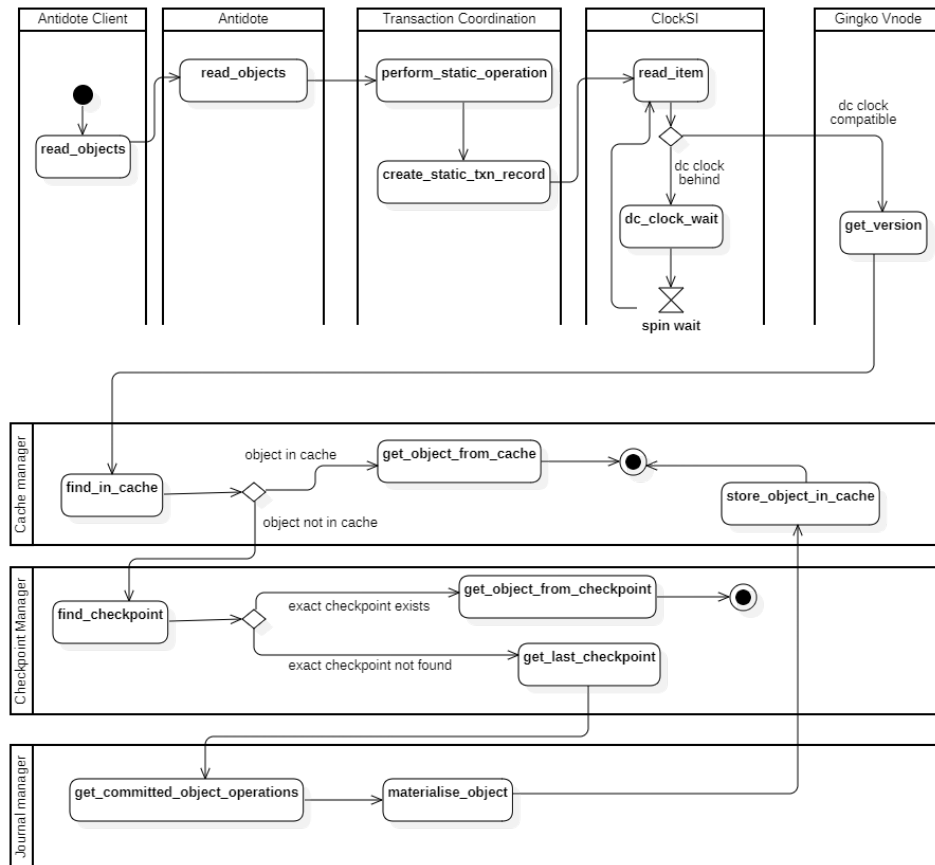 Antidote Client
Antidote
Transaction Coordination
ClockSI
Gingko Vnode
read_objects
read_objects
perform_static_operation
create_static_txn_record
read_item
dc clock
compatible
dc clock
behind
dc_clock_wait
spin wait
get_version
Cache manager
find_in_cache
object in cache
get_object_from_cache
object not in cache
store_object_in_cache
Checkpoint Manager
find_checkpoint
exact checkpoint exists
get_object_from_checkpoint
exact checkpoint not found
get_last_checkpoint
Journal manager
get_committed_object_operations
materialise_object